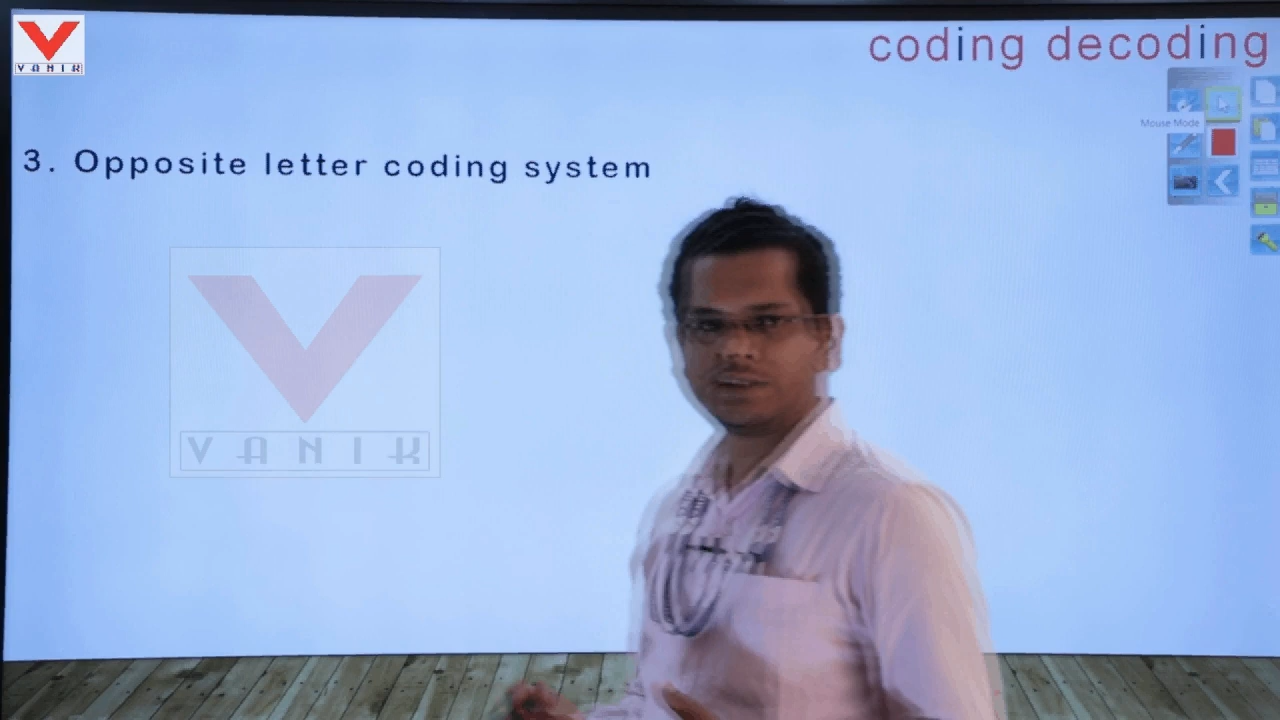 VANIK
coding decoding
Mouse Mode
3. Opposite letter coding system
VANIK